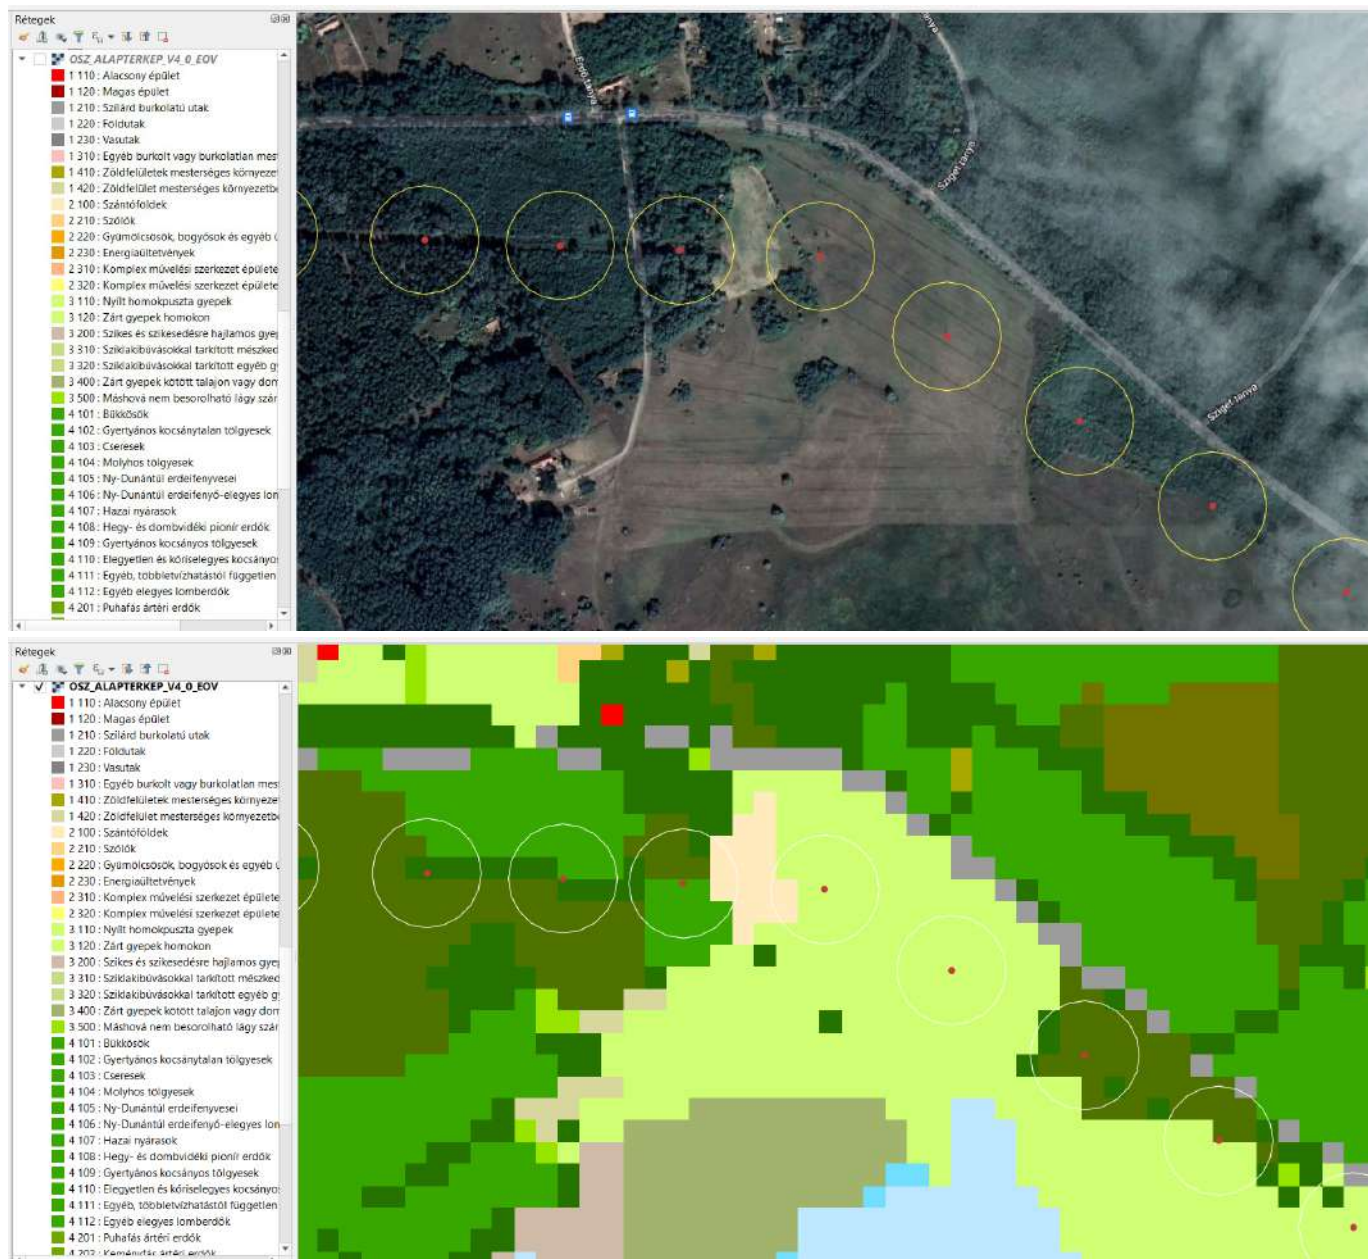 Rétegek
OSZ_ALAPTERKEP_V4_0_EOV
1 110 : Alacsony épület
1 120 : Magas épület
1 210 : Szilárd burkolatú utak
1 220 : Földutak
1 230 : Vasutak
1 310 : Egyéb burkolt vagy burkolatlan mes
1 410 : Zöldfelületek mesterséges környezet
1 420 : Zöldfelület mesterséges környezetb
2 100 : Szántóföldek
2 210 : Szőlők
2 220 : Gyümölcsösök, bogyósok és egyéb ü
2 230 : Energiaültetvények
2 310 : Komplex művelési szerkezet épülete
2 320 : Komplex művelési szerkezet épülete
3 110 : Nyílt homokpuszta gyepek
3 120 : Zárt gyepek homokon
3 200 : Szikes és szikesedésre hajlamos gyep
3 310 : Sziklakibúvásokkal tarkított mészked
3 320 : Sziklakibúvásokkal tarkított egyéb g
3 400 : Zárt gyepek kötött talajon vagy dom
3 500 : Máshová nem besorolható lágy szár
4 101 : Bükkösök
4 102 : Gyertyános kocsánytalan tölgyesek
4 103 : Cseresek
4 104 : Molyhos tölgyesek
4 105 : Ny-Dunántúl erdeifenyvesei
4 106 : Ny-Dunántúl erdeifenyő-elegyes lon
4 107 : Hazai nyárasok
4 108 : Hegy- és dombvidéki pionír erdők
4 109 : Gyertyános kocsányos tölgyesek
4 110 : Elegyetlen és kőriselegyes kocsányo
4 111 : Egyéb, többletvízhatástól független
4 112 : Egyéb elegyes lomberdők
4 201 : Puhafás ártéri erdők
Erdő tanya
tanya
Sziget tanya
Sziget-tanya
Rétegek
OSZ_ALAPTERKEP_V4_0_EOV
1 110 : Alacsony épület
1 120 : Magas épület
1 210 : Szilárd burkolatú utak
1 220 : Földutak
1 230 : Vasutak
1 310 : Egyéb burkolt vagy burkolatlan mes
1 410 : Zöldfelületek mesterséges környeze
1 420 : Zöldfelület mesterséges környezetb
2 100 : Szántóföldek
2 210 : Szőlők
2 220 : Gyümölcsösök, bogyósok és egyéb ü
2 230 : Energiaültetvények
2 310 : Komplex művelési szerkezet épülete
2 320 : Komplex művelési szerkezet épülete
3 110 : Nyílt homokpuszta gyepek
3 120 : Zárt gyepek homokon
3 200 : Szikes és szikesedésre hajlamos gyep
3 310 : Sziklakibúvásokkal tarkított mészked
3 320 : Sziklakibúvásokkal tarkított egyéb g
3 400 : Zárt gyepek kötött talajon vagy dom
3 500 : Máshová nem besorolható lágy szár
4 101 : Bükkösök
4 102 : Gyertyános kocsánytalan tölgyesek
4 103 : Cseresek
4 104 : Molyhos tölgyesek
4 105 : Ny-Dunántúl erdeifenyvesei
4 106 : Ny-Dunántúl erdeifenyő-elegyes lon
4 107 : Hazai nyárasok
4 108 : Hegy- és dombvidéki pionír erdők
4 109 : Gyertyános kocsányos tölgyesek
4 110 : Elegyetlen és kőriselegyes kocsányo
4 111 : Egyéb, többletvízhatástól független
4 112 : Egyéb elegyes lomberdők
4 201 : Puhafás ártéri erdők
4 202 : Keményfás ártéri erdők